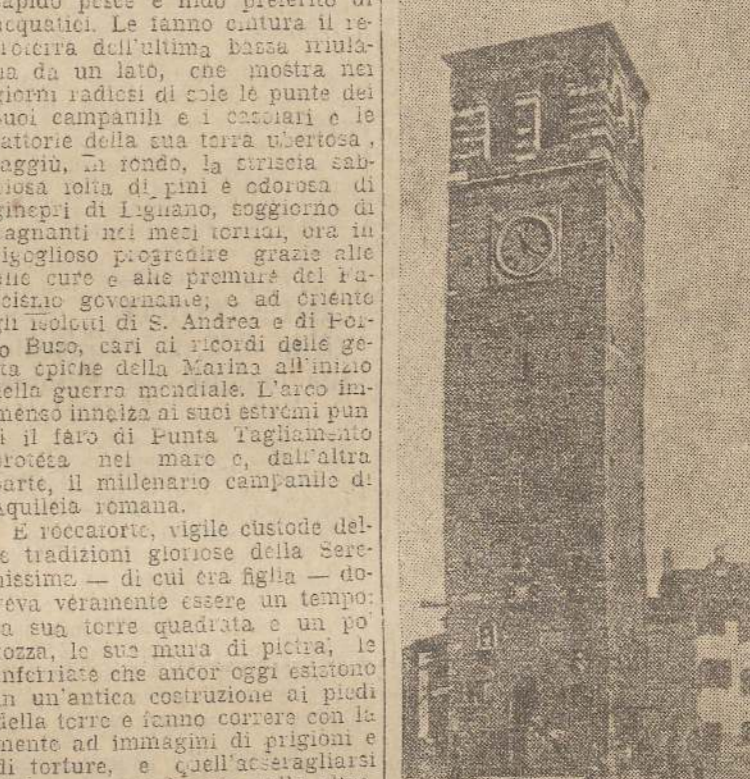 apido pesce e nido preferito di
acquatici. Le fanno cintura il re-
troterra dell'ultima bassa friula-
na da un lato, che mostra nei
giorni radiosi di sole le punte dei
suoi campanili e i casolari e le
fattorie della sua terra ubertosa,
laggiù, in fondo, la striscia sab-
biosa folta di pini e odorosa di
ginepri di Lignano, soggiorno di
bagnanti nei mesi torridi, ora in
rigoglioso progredire grazie alle
alle cure e alle premure del Fa-
scismo governante; e ad oriente
gli isolotti di S. Andrea e di Por-
to Buso, cari ai ricordi delle ge-
sta epiche della Marina all'inizio
della guerra mondiale. L'arco im-
menso innalza ai suoi estremi pun
ti il faro di Punta Tagliamento
protesa nel mare e, dall'altra
parte, il millenario campanile di
Aquileia romana.
E roccaforte, vigile custode del-
le tradizioni gloriose della Sere-
nissima — di cui era figlia — do-
veva veramente essere un tempo:
la sua torre quadrata e un po'
tozza, le sue mura di pietra, le
inferriate che ancor oggi esistono
in un'antica costruzione ai piedi
della torre e fanno correre con la
mente ad immagini di prigioni e
di torture, e quell'asseragliarsi